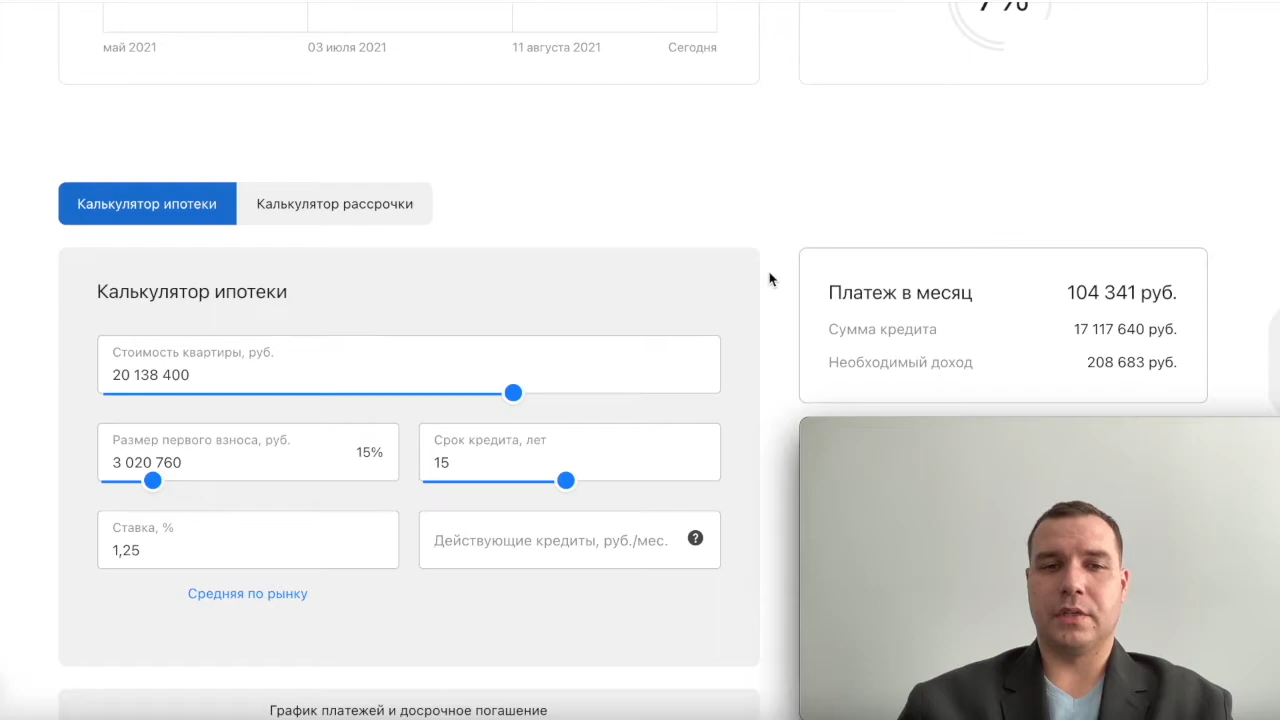 7 %
май 2021
03 июля 2021
11 августа 2021
Сегодня
Калькулятор ипотеки
Калькулятор рассрочки
Калькулятор ипотеки
Стоимость квартиры, руб.
20 138 400
Размер первого взноса, руб.
3 020 760
15%
Срок кредита, лет
15
Ставка, %
1,25
Действующие кредиты, руб./мес.
?
Средняя по рынку
График платежей и досрочное погашение
Платеж в месяц
104 341 руб.
Сумма кредита
17 117 640 руб.
Необходимый доход
208 683 руб.